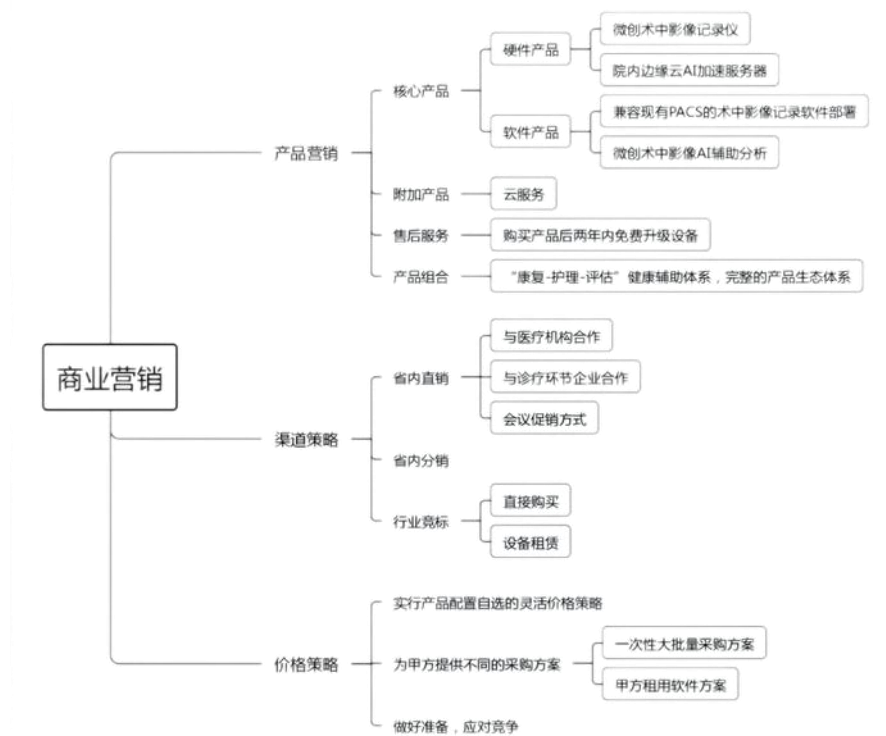 商业营销
产品营销
核心产品
硬件产品
微创术中影像记录仪
院内边缘云AI加速服务器
软件产品
兼容现有PACS的术中影像记录软件部署
微创术中影像AI辅助分析
附加产品
云服务
售后服务
购买产品后两年内免费升级设备
产品组合
“康复-护理-评估”健康辅助体系，完整的产品生态体系
渠道策略
省内直销
与医疗机构合作
与诊疗环节企业合作
会议促销方式
省内分销
行业竞标
直接购买
设备租赁
价格策略
实行产品配置自选的灵活价格策略
为甲方提供不同的采购方案
一次性大批量采购方案
甲方租用软件方案
做好准备，应对竞争